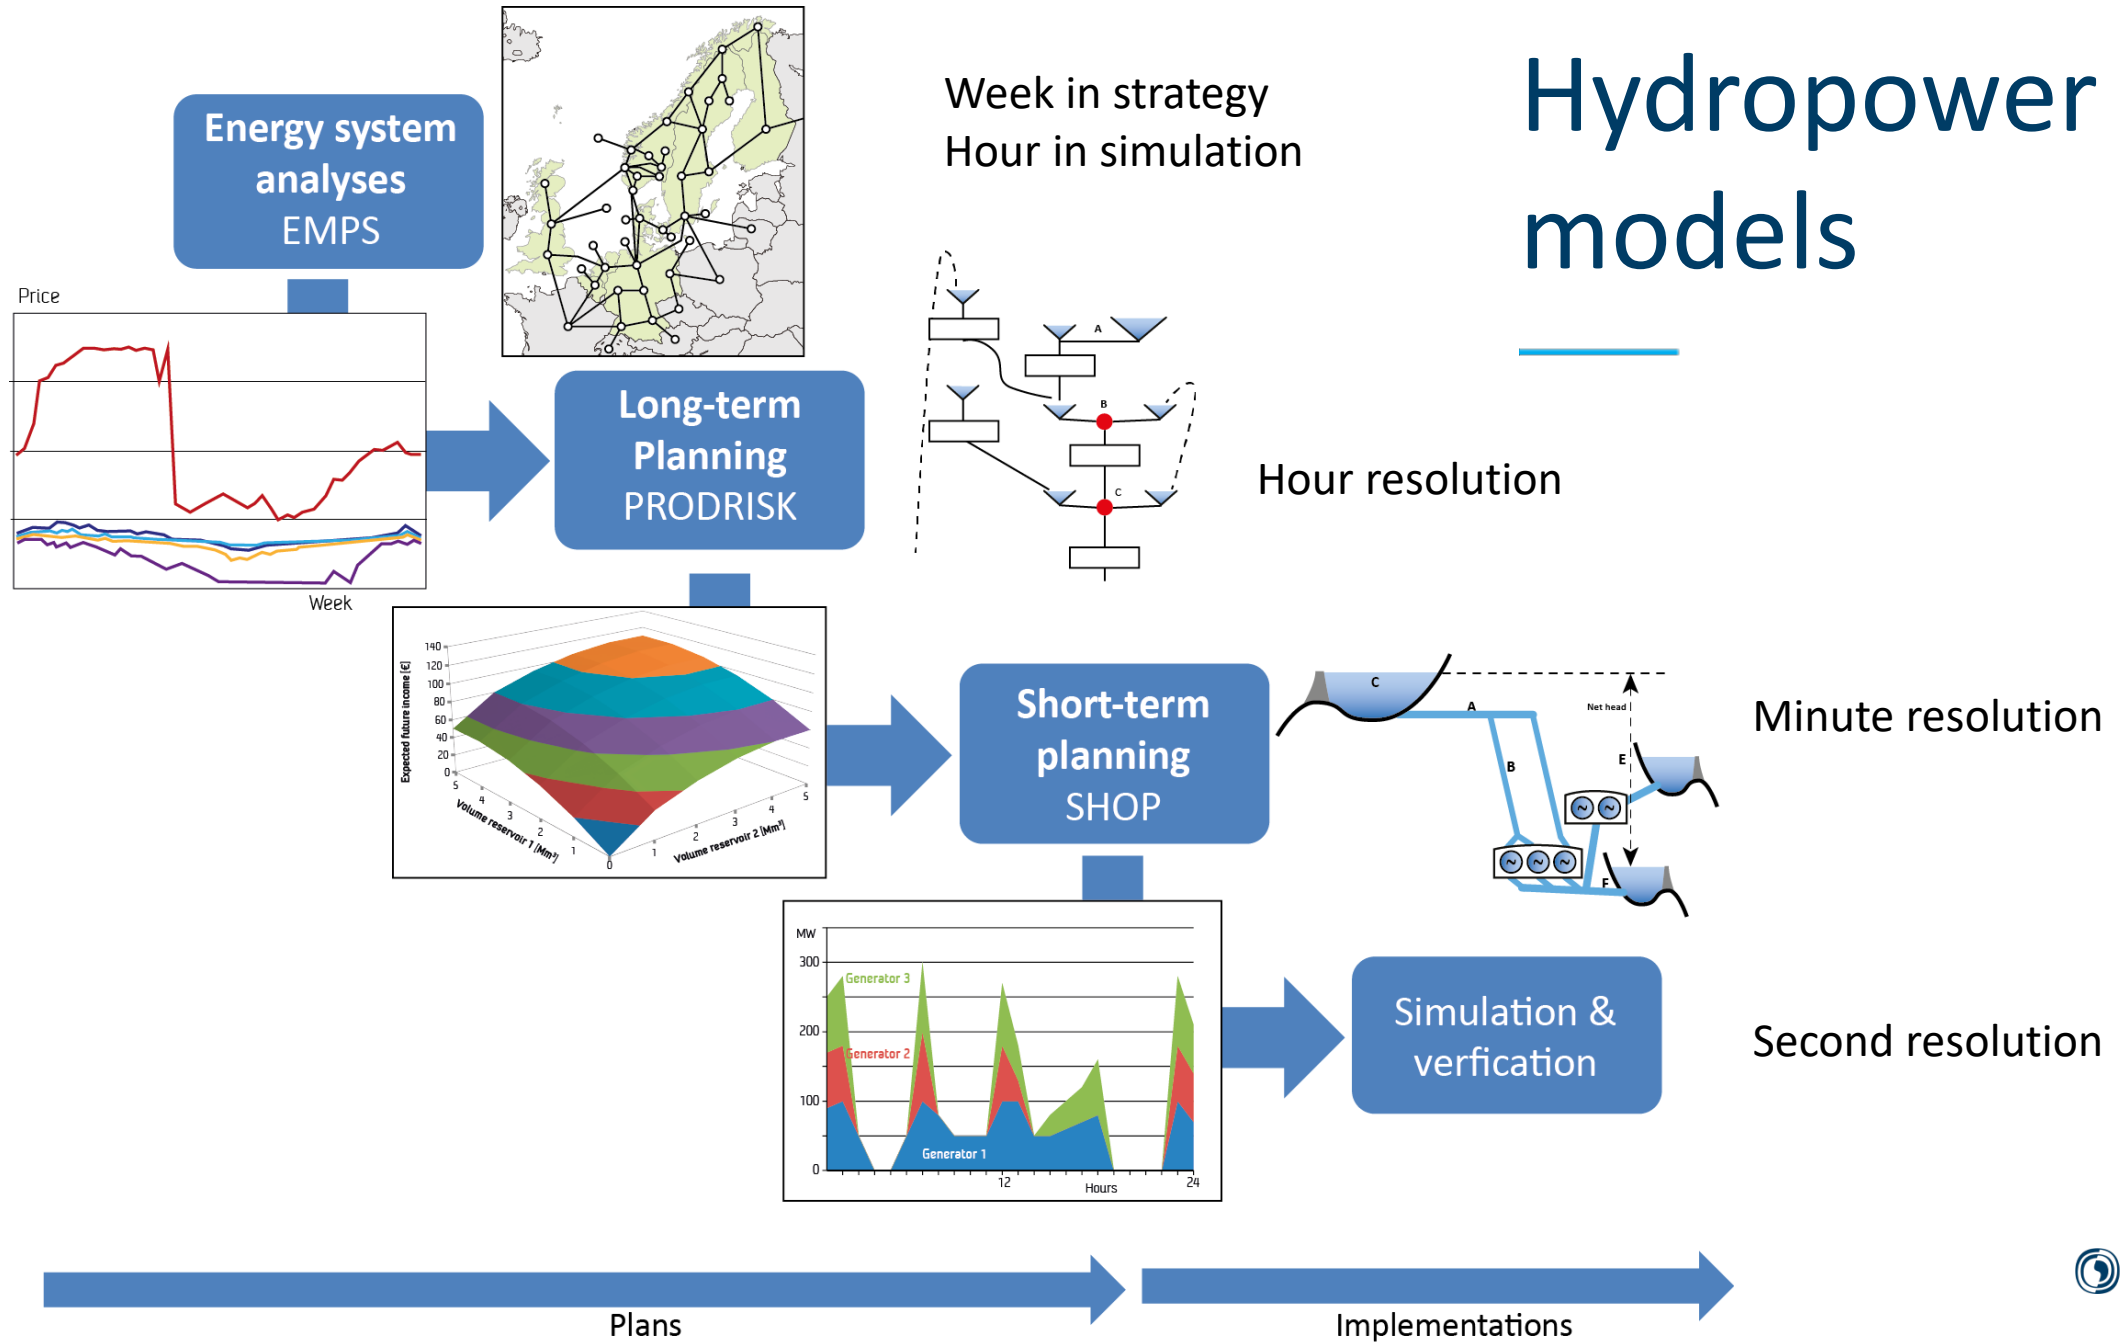 Hydropower
models
Energy system
analyses
EMPS
Week in strategy
Hour in simulation
Price
Week
Long-term
Planning
PRODRISK
A
B
C
Hour resolution
Expected future income [€]
140
120
100
80
60
40
20
0
5
4
3
2
1
0
1
2
3
4
5
Volume reservoir 1 [Mm³]
Volume reservoir 2 [Mm³]
Short-term
planning
SHOP
C
A
Net head
B
E
F
~ ~
~ ~ ~
Minute resolution
MW
300
200
100
0
Generator 3
Generator 2
Generator 1
12
Hours
24
Simulation &
verfication
Second resolution
Plans
Implementations